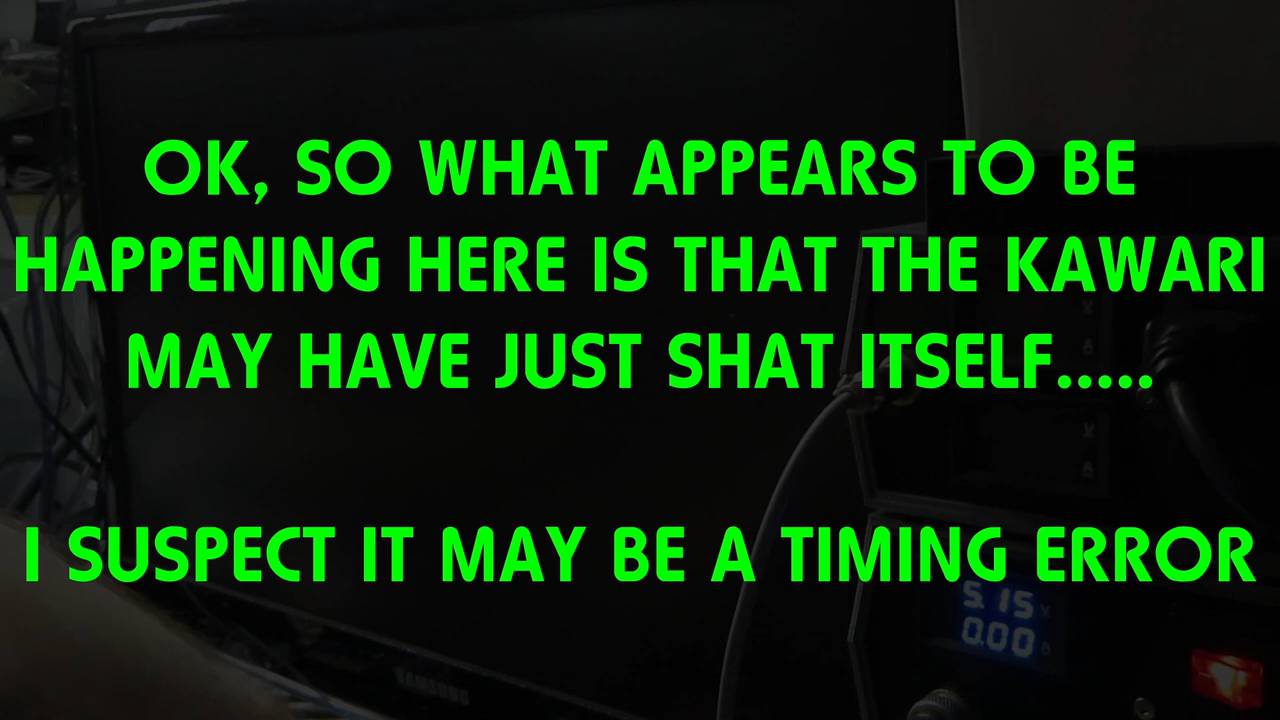 OK, SO WHAT APPEARS TO BE
HAPPENING HERE IS THAT THE KAWARI
MAY HAVE JUST SHAT ITSELF.....
I SUSPECT IT MAY BE A TIMING ERROR
5.15 V
0.00 A
SAMSUNG